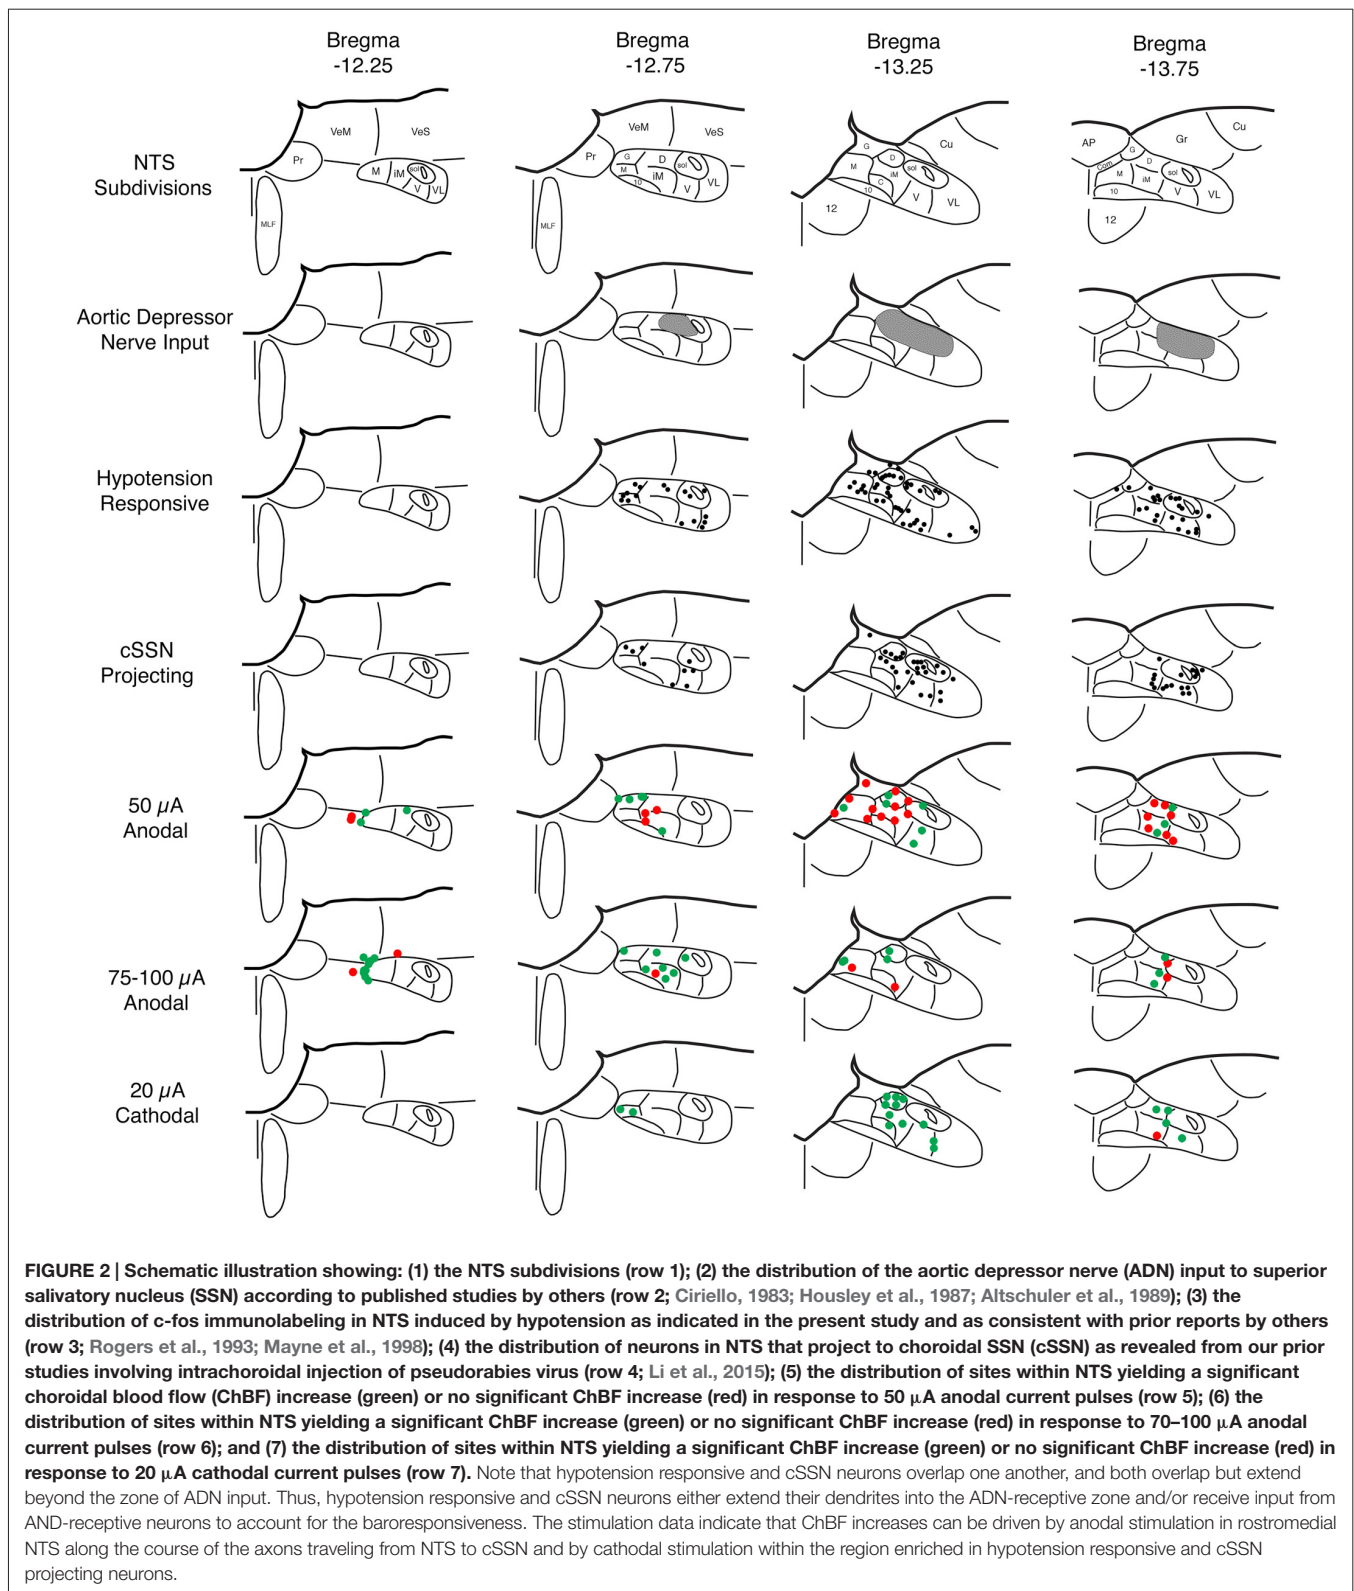 Bregma
-12.25
Bregma
-12.75
Bregma
-13.25
Bregma
-13.75
NTS
Subdivisions
VeM
VeS
Pr
M
iM
sol
V
VL
MLF
VeM
VeS
Pr
G
D
sol
M
iM
10
V
VL
MLF
G
Cu
D
M
iM
sol
C
10
V
VL
12
AP
Gr
Cu
G
Com
D
M
iM
sol
10
V
VL
12
Aortic Depressor
Nerve Input
Hypotension
Responsive
cSSN
Projecting
50 µA
Anodal
75-100 µA
Anodal
20 µA
Cathodal
FIGURE 2 | Schematic illustration showing: (1) the NTS subdivisions (row 1); (2) the distribution of the aortic depressor nerve (ADN) input to superior
salivatory nucleus (SSN) according to published studies by others (row 2; Ciriello, 1983; Housley et al., 1987; Altschuler et al., 1989); (3) the
distribution of c-fos immunolabeling in NTS induced by hypotension as indicated in the present study and as consistent with prior reports by others
(row 3; Rogers et al., 1993; Mayne et al., 1998); (4) the distribution of neurons in NTS that project to choroidal SSN (cSSN) as revealed from our prior
studies involving intrachoroidal injection of pseudorabies virus (row 4; Li et al., 2015); (5) the distribution of sites within NTS yielding a significant
choroidal blood flow (ChBF) increase (green) or no significant ChBF increase (red) in response to 50 µA anodal current pulses (row 5); (6) the
distribution of sites within NTS yielding a significant ChBF increase (green) or no significant ChBF increase (red) in response to 70–100 µA anodal
current pulses (row 6); and (7) the distribution of sites within NTS yielding a significant ChBF increase (green) or no significant ChBF increase (red) in
response to 20 µA cathodal current pulses (row 7). Note that hypotension responsive and cSSN neurons overlap one another, and both overlap but extend
beyond the zone of ADN input. Thus, hypotension responsive and cSSN neurons either extend their dendrites into the ADN-receptive zone and/or receive input from
AND-receptive neurons to account for the baroresponsiveness. The stimulation data indicate that ChBF increases can be driven by anodal stimulation in rostromedial
NTS along the course of the axons traveling from NTS to cSSN and by cathodal stimulation within the region enriched in hypotension responsive and cSSN
projecting neurons.